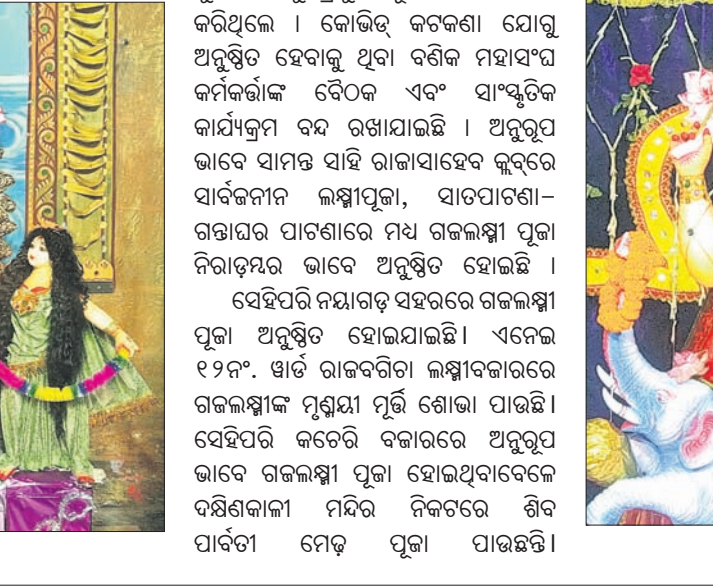 କରିଥିଲେ । କୋଭିଡ୍ କଟକଣା ଯୋଗୁ
ଅନୁଷ୍ଠିତ ହେବାକୁ ଥିବା ବଣିକ ମହାସଂଘ
କର୍ମକର୍ତ୍ତାଙ୍କ ବୈଠକ ଏବଂ ସାଂସ୍କୃତିକ
କାର୍ଯ୍ୟକ୍ରମ ବନ୍ଦ ରଖାଯାଇଛି । ଅନୁରୂପ
ଭାବେ ସାମନ୍ତ ସାହି ରାଜାସାହେବ କ୍ଲବ୍‌ରେ
ସାର୍ବଜନୀନ ଲକ୍ଷ୍ମୀପୂଜା, ସାତପାଟଣା-
ଗନ୍ତାଘର ପାଟଣାରେ ମଧ୍ୟ ଗଜଲକ୍ଷ୍ମୀ ପୂଜା
ନିରାଡ଼ମ୍ବର ଭାବେ ଅନୁଷ୍ଠିତ ହୋଇଛି ।
ସେହିପରି ନୟାଗଡ଼ ସହରରେ ଗଜଲକ୍ଷ୍ମୀ
ପୂଜା ଅନୁଷ୍ଠିତ ହୋଇଯାଇଛି। ଏନେଇ
୧୨ନଂ. ୱାର୍ଡ ରାଜବଗିଚା ଲକ୍ଷ୍ମୀବଜାରରେ
ଗଜଲକ୍ଷ୍ମୀଙ୍କ ମୃଣ୍ମୟୀ ମୂର୍ତ୍ତି ଶୋଭା ପାଉଛି।
ସେହିପରି କଚେରି ବଜାରରେ ଅନୁରୂପ
ଭାବେ ଗଜଲକ୍ଷ୍ମୀ ପୂଜା ହୋଇଥିବାବେଳେ
ଦକ୍ଷିଣକାଳୀ ମନ୍ଦିର ନିକଟରେ ଶିବ
ପାର୍ବତୀ ମେଢ଼ ପୂଜା ପାଉଛନ୍ତି।